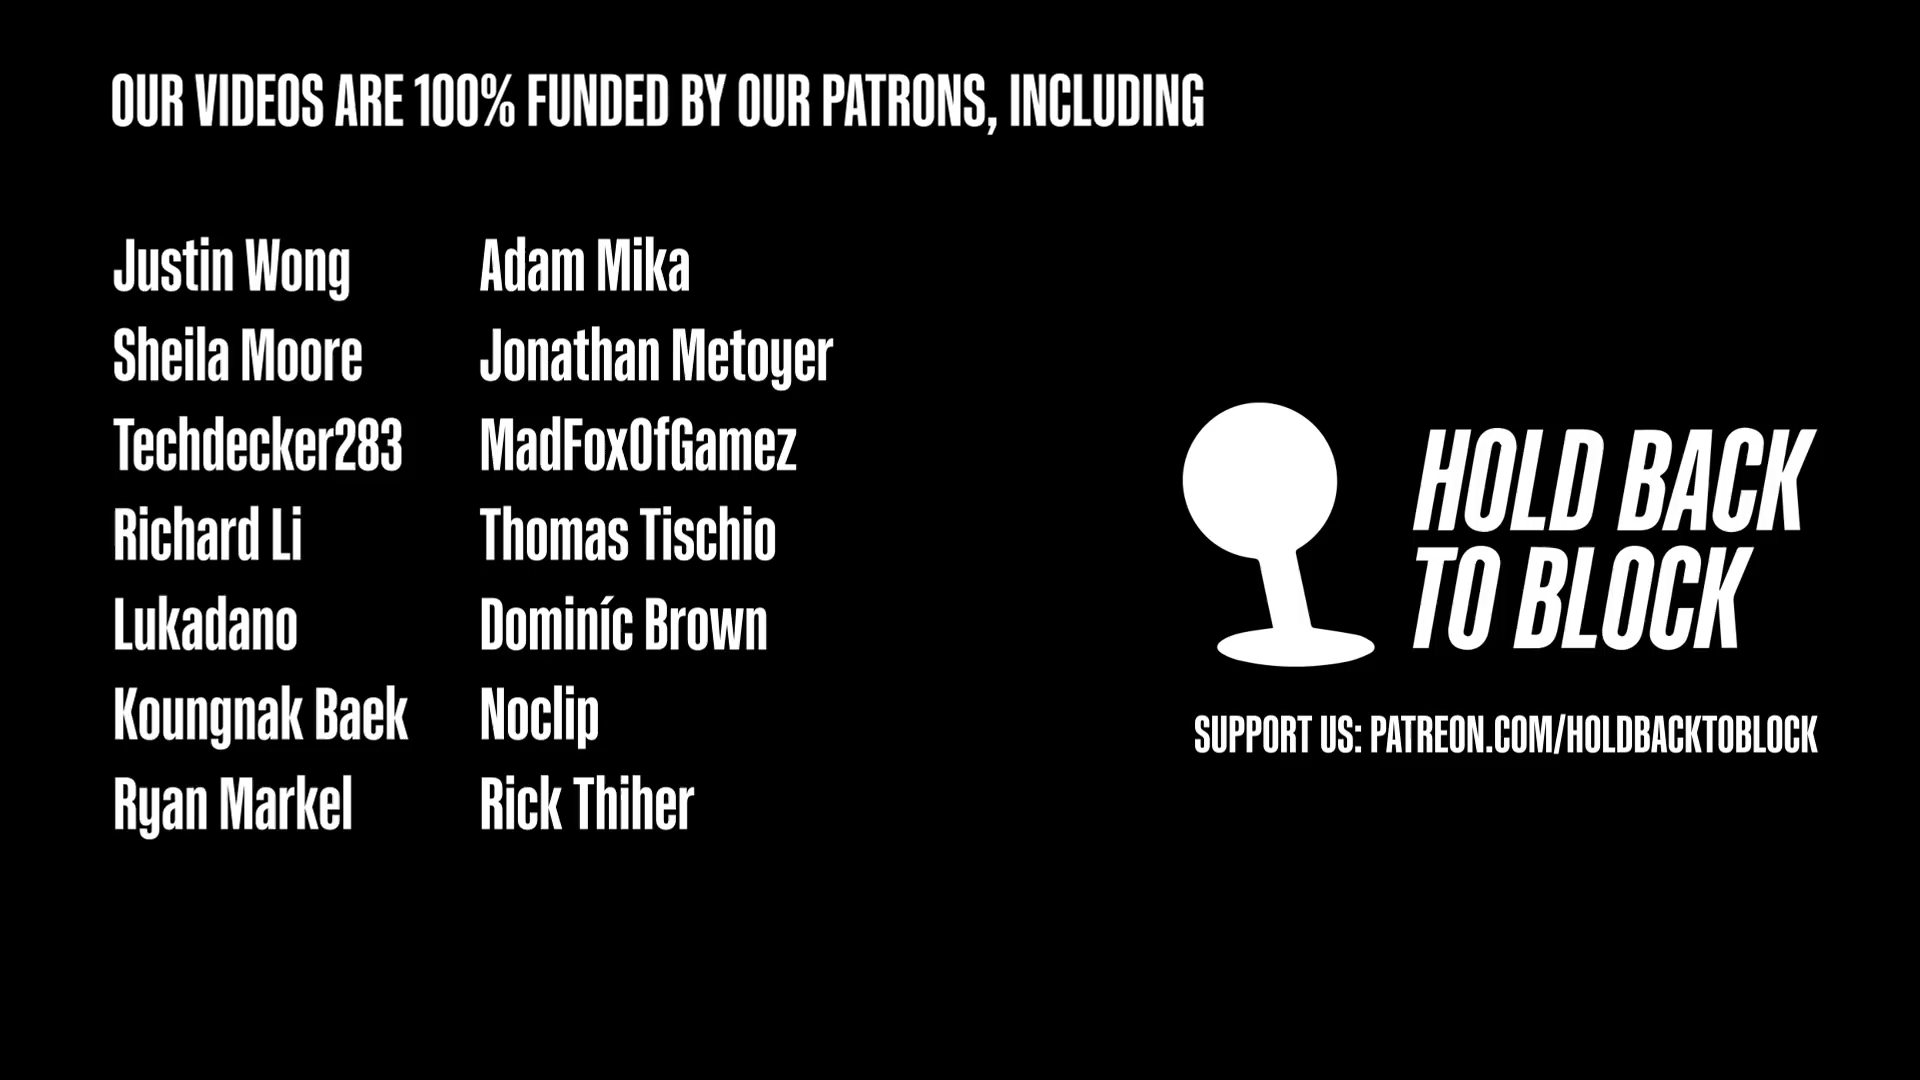 OUR VIDEOS ARE 100% FUNDED BY OUR PATRONS, INCLUDING
Justin Wong
Sheila Moore
Techdecker283
Richard Li
Lukadano
Koungnak Baek
Ryan Markel
Adam Mika
Jonathan Metoyer
MadFoxOfGamez
Thomas Tischio
Dominíc Brown
Noclip
Rick Thiher
HOLD BACK
TO BLOCK
SUPPORT US: PATREON.COM/HOLDBACKTOBLOCK